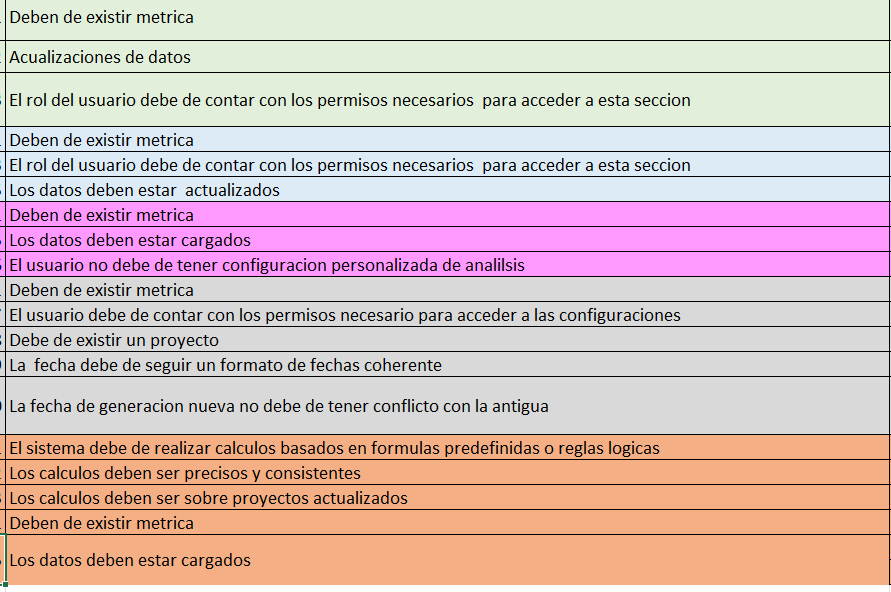 Deben de existir metrica
Acualizaciones de datos
El rol del usuario debe de contar con los permisos necesarios  para acceder a esta seccion
Deben de existir metrica
El rol del usuario debe de contar con los permisos necesarios  para acceder a esta seccion
Los datos deben estar  actualizados
Deben de existir metrica
Los datos deben estar cargados
El usuario no debe de tener configuracion personalizada de analilsis
Deben de existir metrica
El usuario debe de contar con los permisos necesario para acceder a las configuraciones
Debe de existir un proyecto
La  fecha debe de seguir un formato de fechas coherente
La fecha de generacion nueva no debe de tener conflicto con la antigua
El sistema debe de realizar calculos basados en formulas predefinidas o reglas logicas
Los calculos deben ser precisos y consistentes
Los calculos deben ser sobre proyectos actualizados
Deben de existir metrica
Los datos deben estar cargados